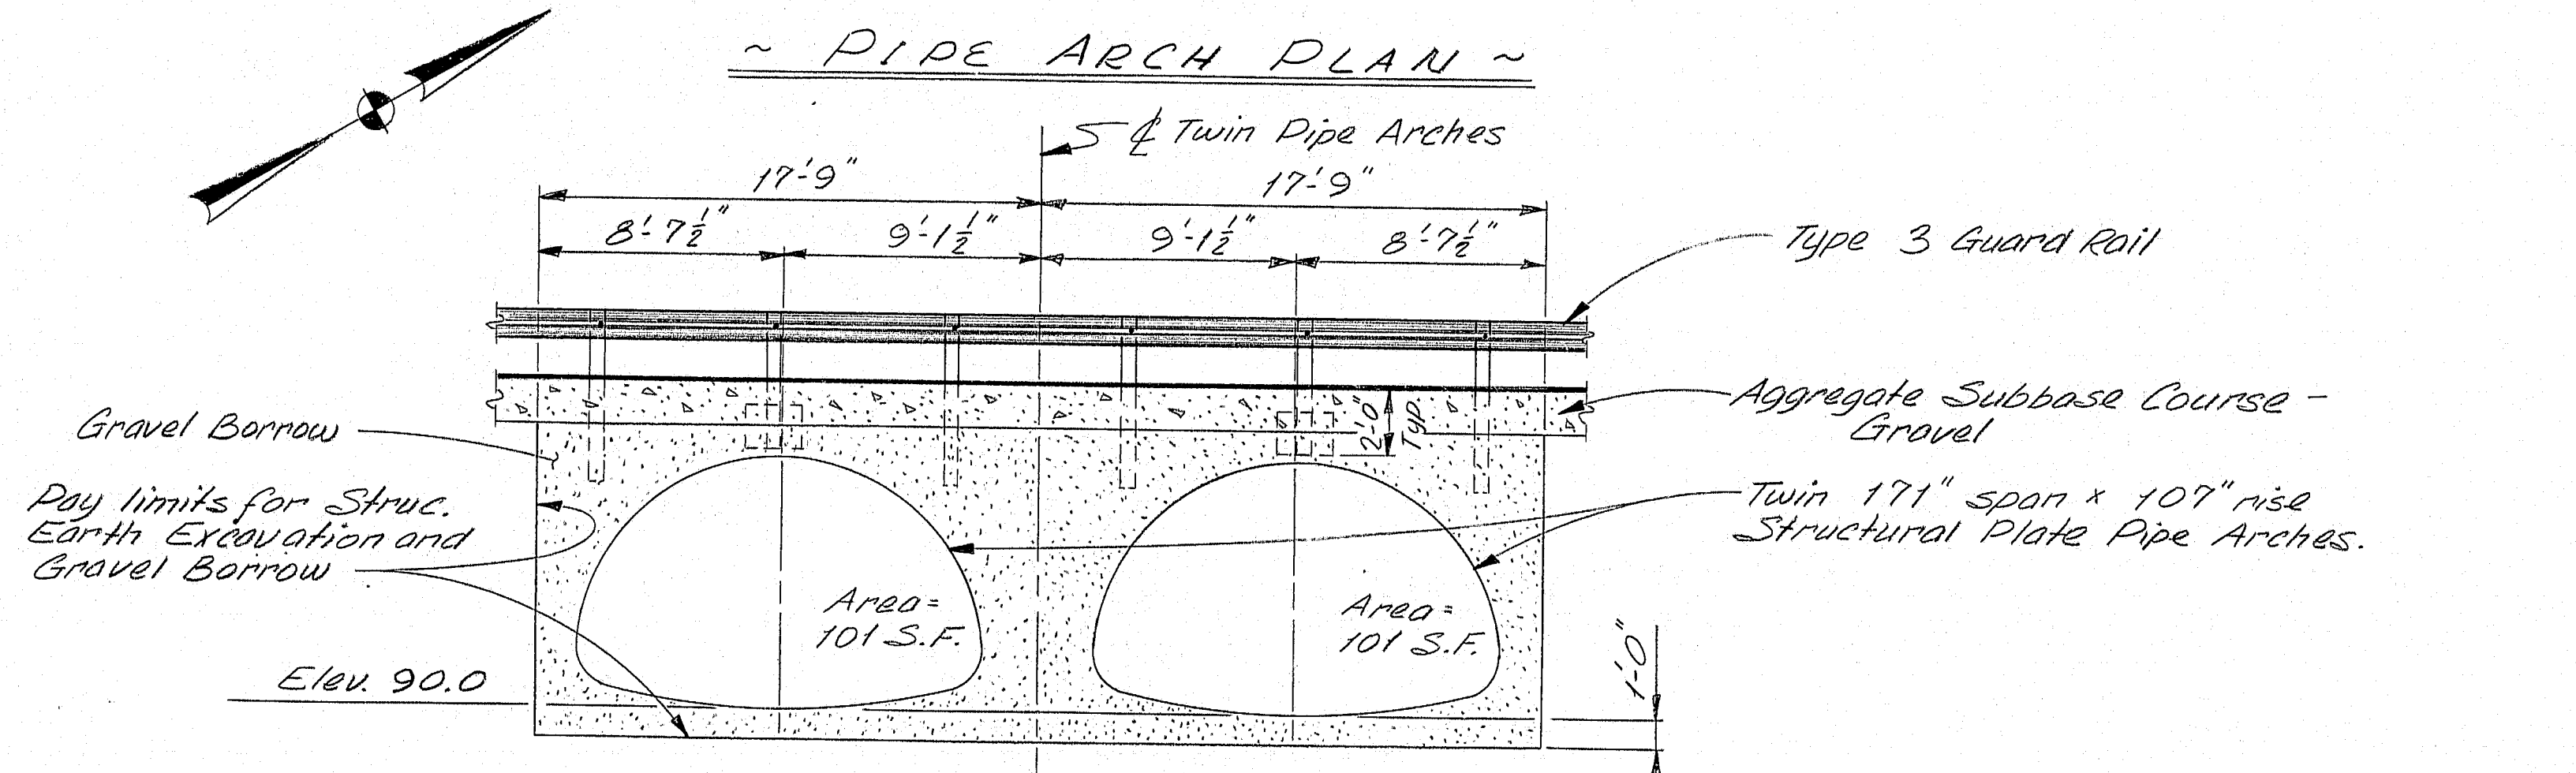 ~ PIPE ARCH PLAN ~
℄ Twin Pipe Arches
17'-9"
17'-9"
8'-7½"
9'-1½"
9'-1½"
8'-7½"
Type 3 Guard Rail
Aggregate Subbase Course -
Gravel
Gravel Borrow
2'-0"
Typ.
Pay limits for Struc.
Earth Excavation and
Gravel Borrow
Twin 171" span x 107" rise
Structural Plate Pipe Arches.
Area=
101 S.F.
Area=
101 S.F.
Elev. 90.0
1'-0"